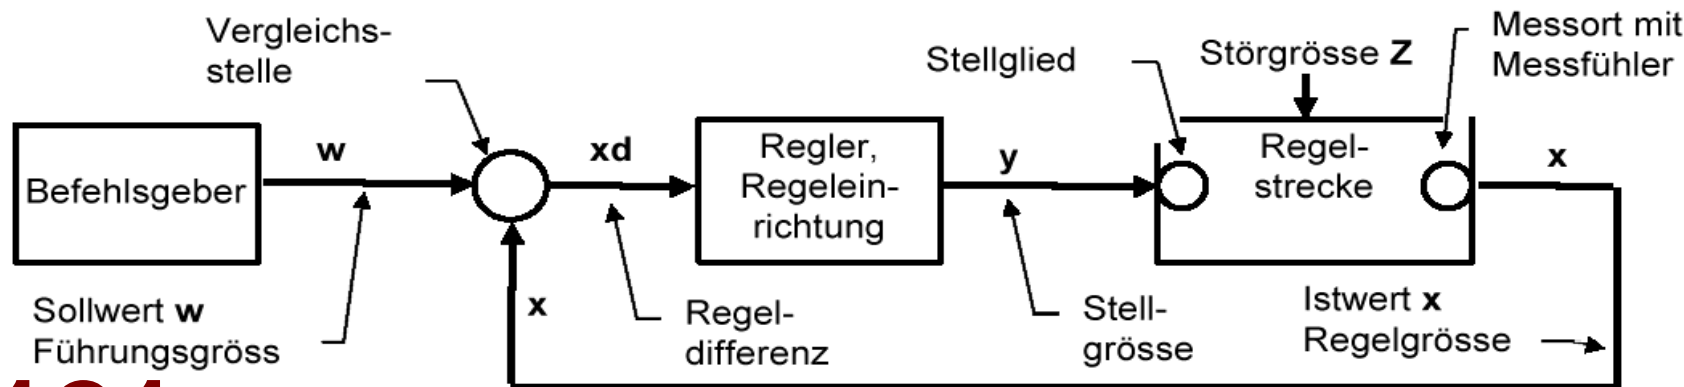 Vergleichs-
stelle
Stellglied
Störgrösse Z
Messort mit
Messfühler
Befehlsgeber
w
xd
Regler,
Regelein-
richtung
y
Regel-
strecke
x
Sollwert w
Führungsgröss
x
Regel-
differenz
Stell-
grösse
Istwert x
Regelgrösse